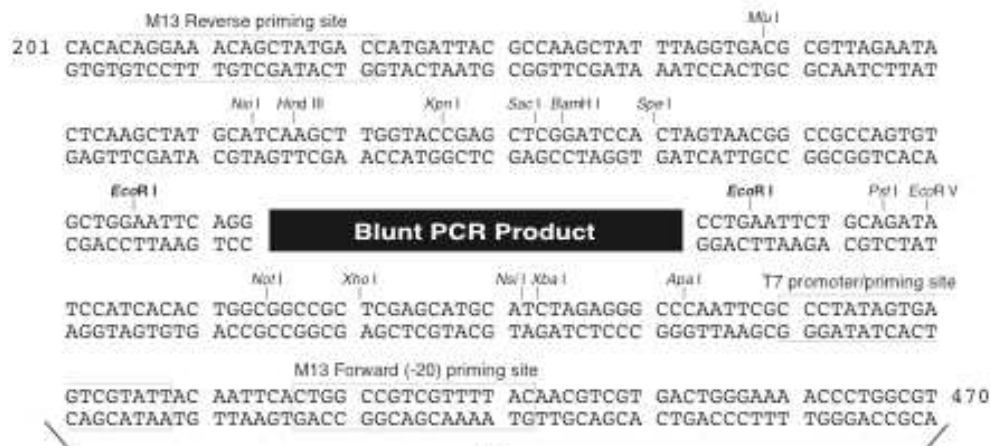 M13 Reverse priming site Mlu I
201 CACACAGGAA ACAGCTATGA CCATGATTAC GCCAAGCTAT TTAGGTGACG CGTTAGAATA
GTGTGTCCTT TGTCGATACT GGTACTAATG CGGTTCGATA AATCCACTGC GCAATCTTAT
Nsi I Hind III Kpn I Sac I BamH I Spe I
CTCAAGCTAT GCATCAAGCT TGGTACCGAG CTCGGATCCA CTAGTAACGG CCGCCAGTGT
GAGTTCGATA CGTAGTTCGA ACCATGGCTC GAGCCTAGGT GATCATTGCC GGCGGTCACA
EcoR I EcoR I Pst I EcoR V
GCTGGAATTC AGG Blunt PCR Product CCTGAATTCT GCAGATA
CGACCTTAAG TCC GGACTTAAGA CGTCTAT
Not I Xho I Nsi I Xba I Apa I T7 promoter/priming site
TCCATCACAC TGGCGGCCGC TCGAGCATGC ATCTAGAGGG CCCAATTCGC CCTATAGTGA
AGGTAGTGTG ACCGCCGGCG AGCTCGTACG TAGATCTCCC GGGTTAAGCG GGATATCACT
M13 Forward (-20) priming site
GTCGTATTAC AATTCACTGG CCGTCGTTTT ACAACGTCGT GACTGGGAAA ACCCTGGCGT 470
CAGCATAATG TTAAGTGACC GGCAGCAAAA TGTTGCAGCA CTGACCCTTT TGGGACCGCA